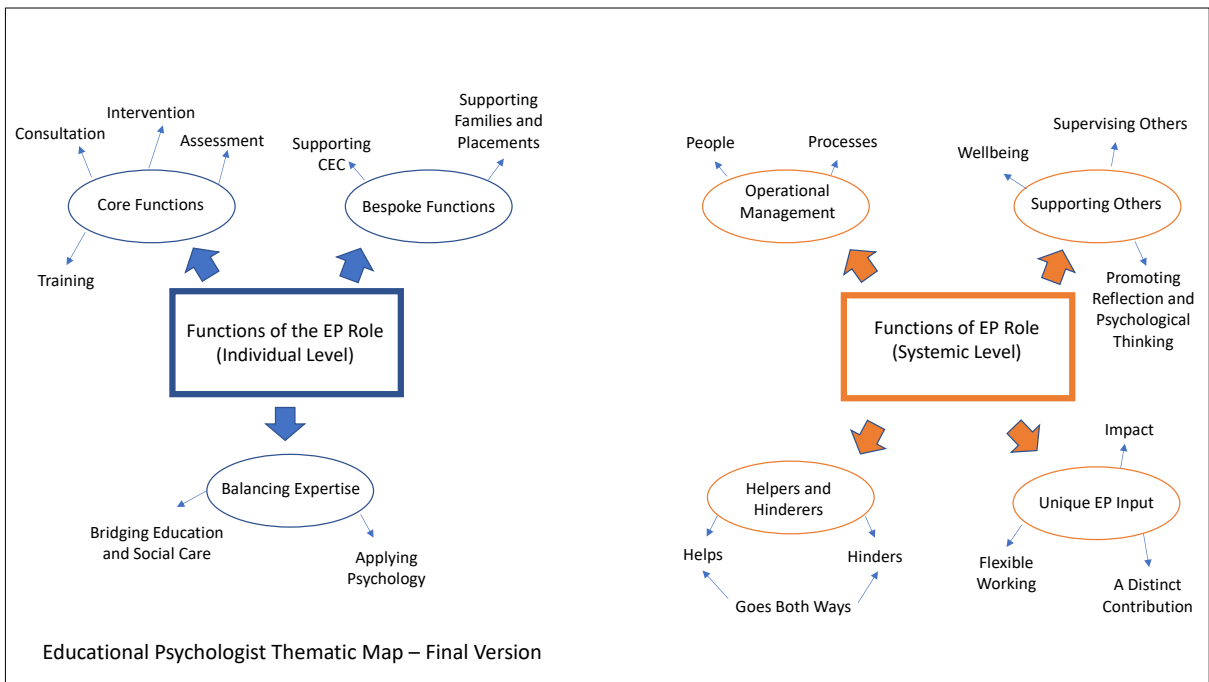 Consultation
Intervention
Assessment
Core Functions
Training
Supporting
CEC
Supporting
Families and
Placements
Bespoke Functions
Functions of the EP Role
(Individual Level)
Balancing Expertise
Bridging Education
and Social Care
Applying
Psychology
People
Processes
Operational
Management
Wellbeing
Supervising Others
Supporting Others
Promoting
Reflection and
Psychological
Thinking
Functions of EP Role
(Systemic Level)
Helpers and
Hinderers
Helps
Hinders
Goes Both Ways
Impact
Unique EP Input
Flexible
Working
A Distinct
Contribution
Educational Psychologist Thematic Map – Final Version